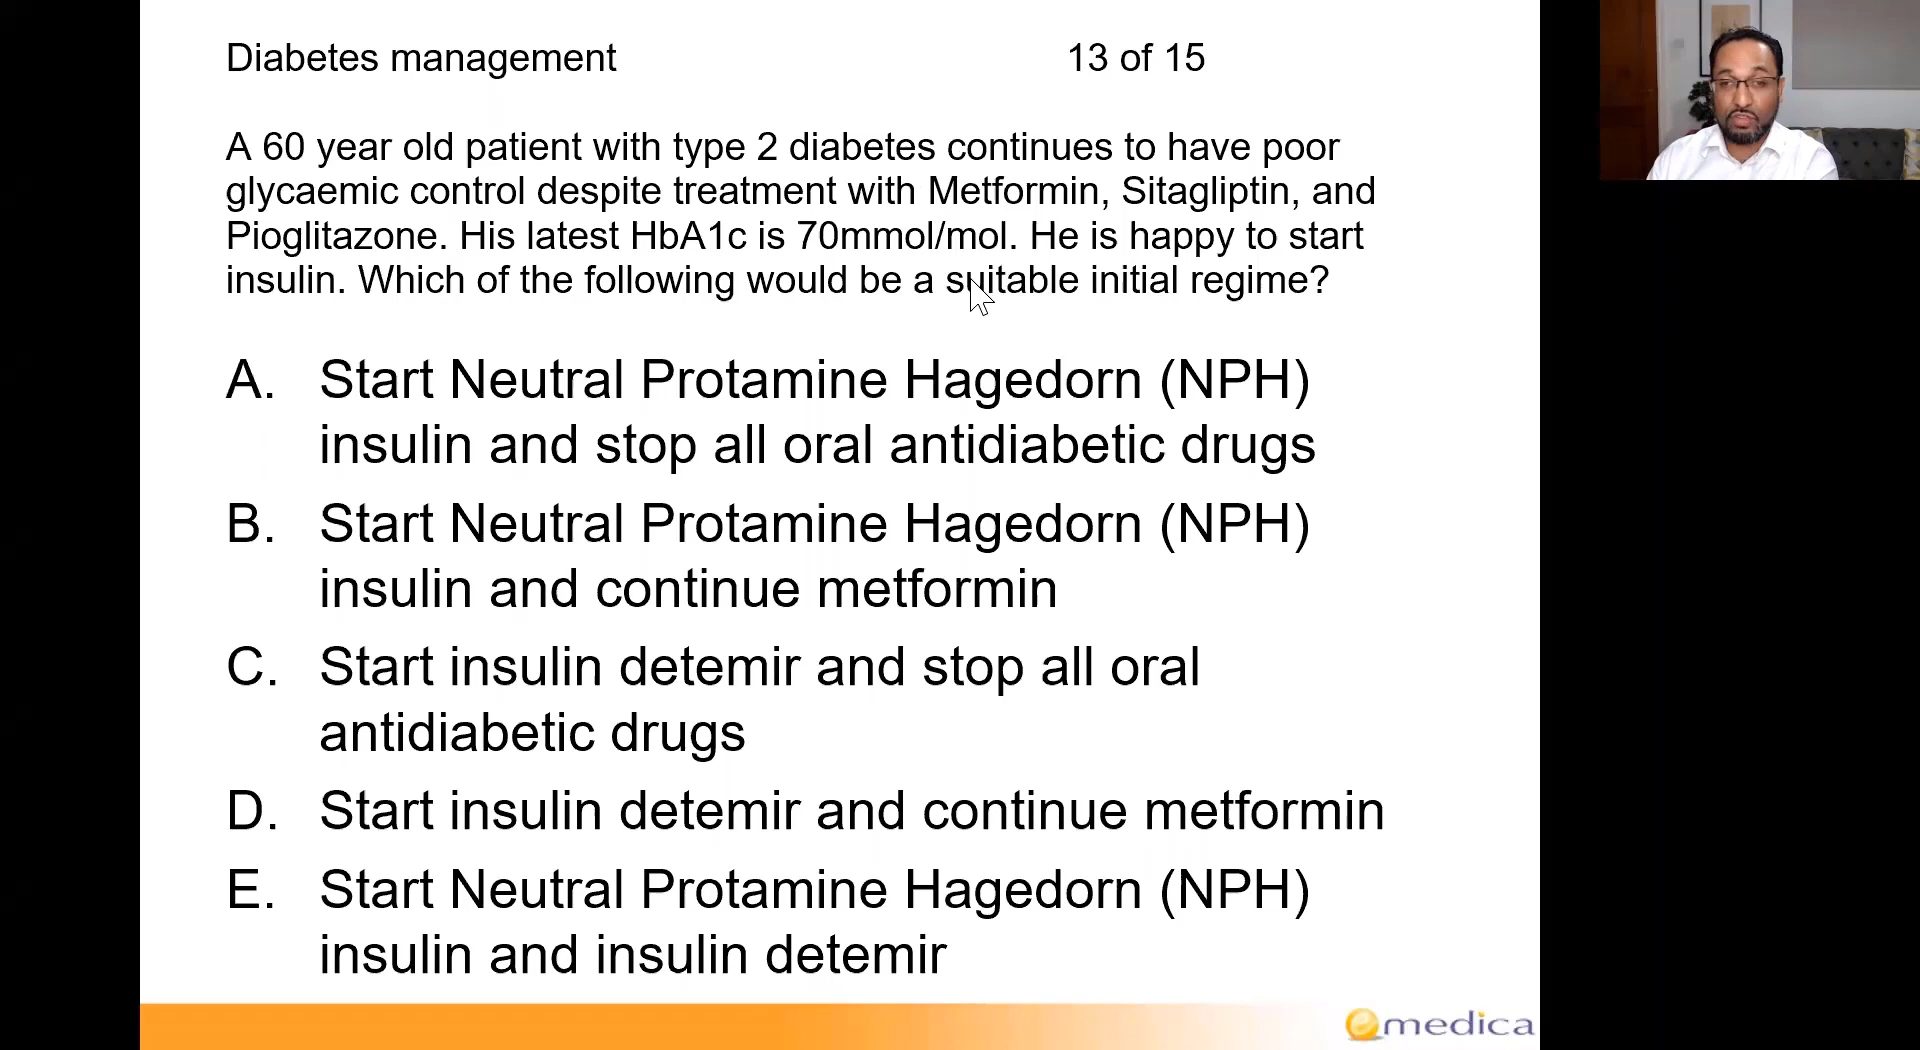 Diabetes management 13 of 15
A 60 year old patient with type 2 diabetes continues to have poor
glycaemic control despite treatment with Metformin, Sitagliptin, and
Pioglitazone. His latest HbA1c is 70mmol/mol. He is happy to start
insulin. Which of the following would be a suitable initial regime?
A. Start Neutral Protamine Hagedorn (NPH)
insulin and stop all oral antidiabetic drugs
B. Start Neutral Protamine Hagedorn (NPH)
insulin and continue metformin
C. Start insulin detemir and stop all oral
antidiabetic drugs
D. Start insulin detemir and continue metformin
E. Start Neutral Protamine Hagedorn (NPH)
insulin and insulin detemir
emedica